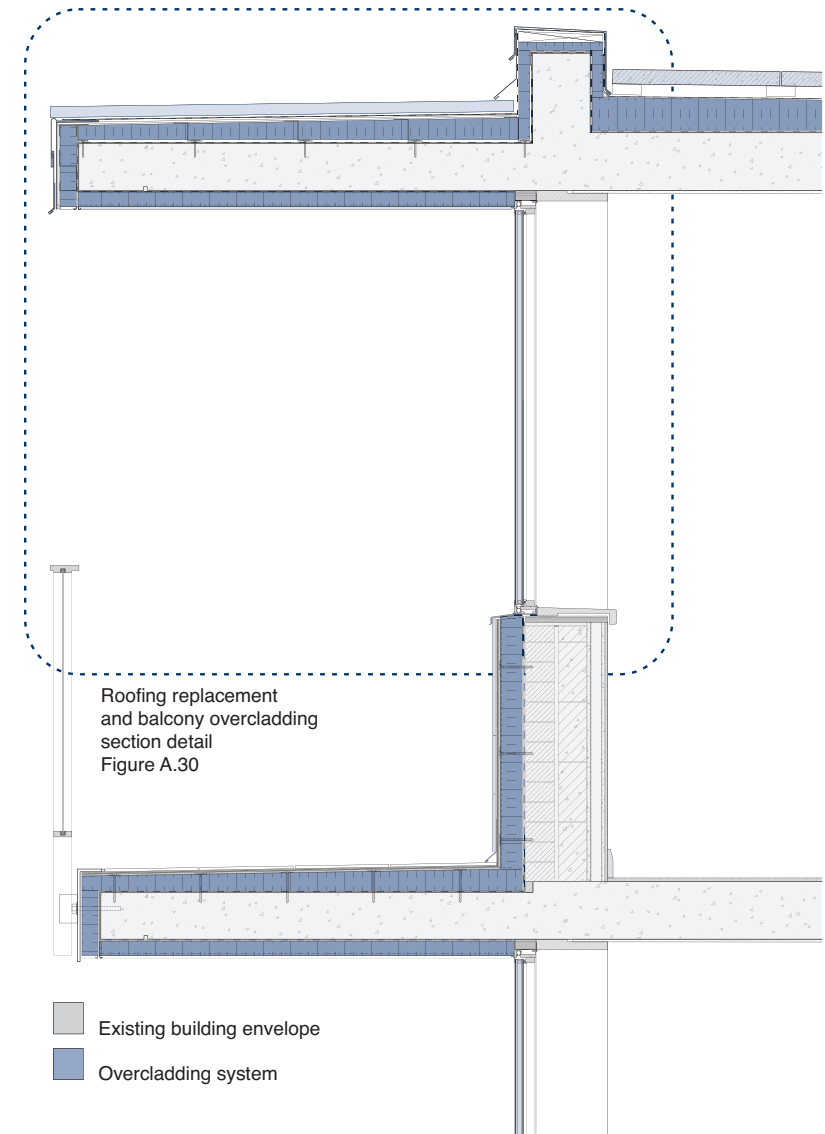 Roofing replacement
and balcony overcladding
section detail
Figure A.30
Existing building envelope
Overcladding system